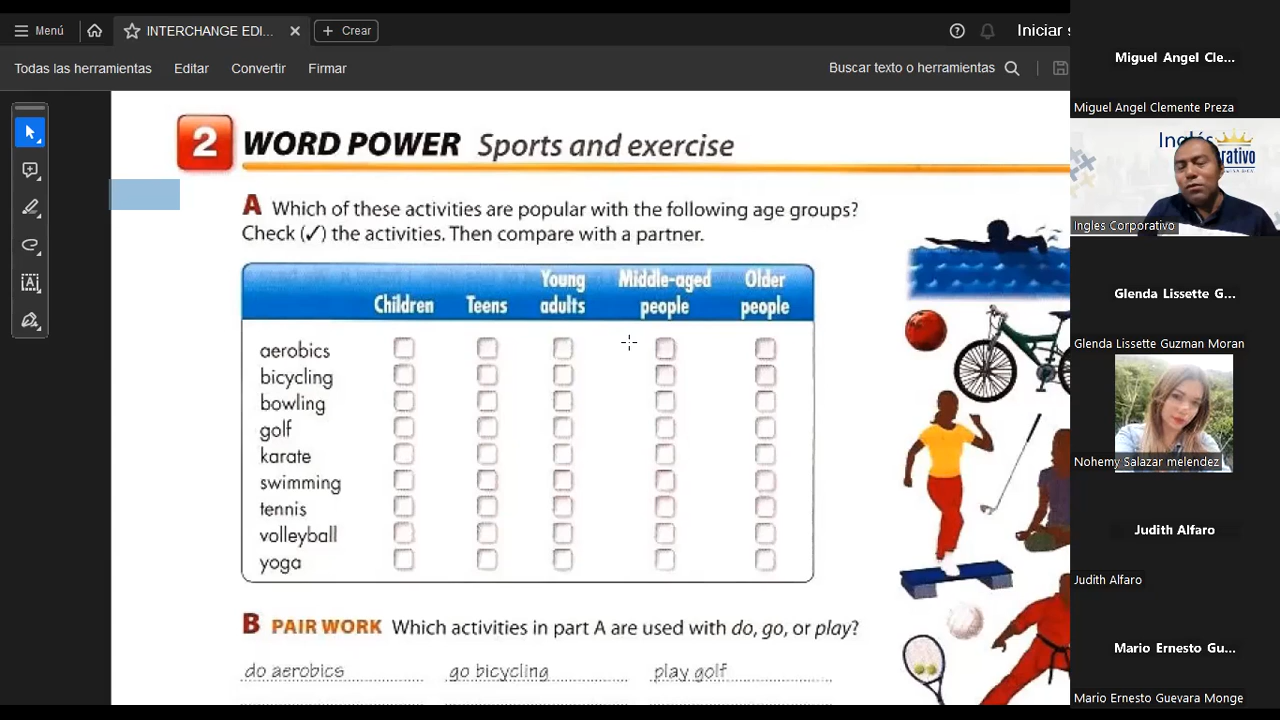 Menú
INTERCHANGE EDI...
Crear
Iniciar s
Todas las herramientas
Editar
Convertir
Firmar
Buscar texto o herramientas
2 WORD POWER Sports and exercise
A Which of these activities are popular with the following age groups?
Check (✓) the activities. Then compare with a partner.
Children
Teens
Young adults
Middle-aged people
Older people
aerobics
bicycling
bowling
golf
karate
swimming
tennis
volleyball
yoga
B PAIR WORK Which activities in part A are used with do, go, or play?
do aerobics
go bicycling
play golf
Miguel Angel Cle...
Miguel Angel Clemente Preza
Inglés
Ingles Corporativo
Glenda Lissette G...
Glenda Lissette Guzman Moran
Nohemy Salazar melendez
Judith Alfaro
Judith Alfaro
Mario Ernesto Gu...
Mario Ernesto Guevara Monge